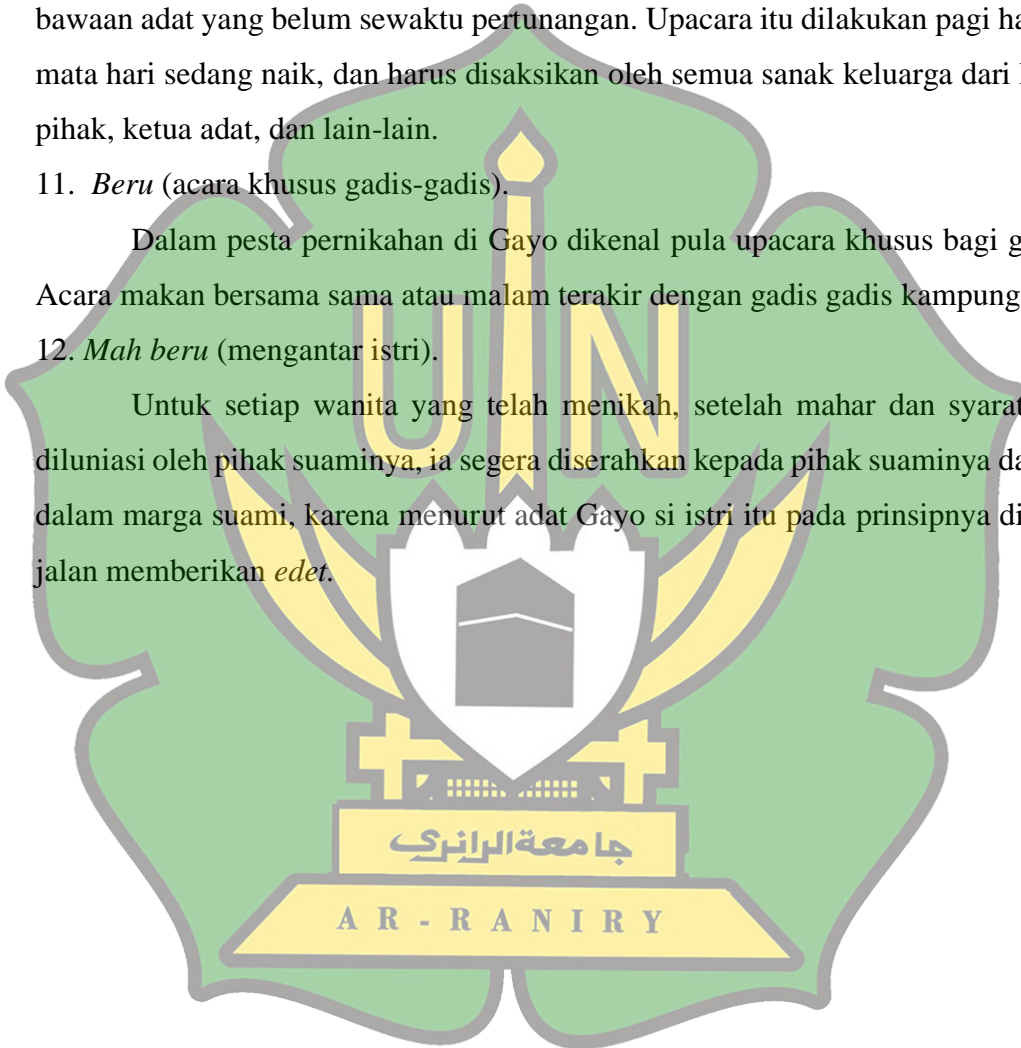 bawaan adat yang belum sewaktu pertunangan. Upacara itu dilakukan pagi
mata hari sedang naik, dan harus disaksikan oleh semua sanak keluarga dari
pihak, ketua adat, dan lain-lain.
11. Beru (acara khusus gadis-gadis).
Dalam pesta pernikahan di Gayo dikenal pula upacara khusus bagi
Acara makan bersama sama atau malam terakir dengan gadis gadis kampung
12. Mah beru (mengantar istri).
Untuk setiap wanita yang telah menikah, setelah mahar dan syarat
diluniasi oleh pihak suaminya, ia segera diserahkan kepada pihak suaminya
dalam marga suami, karena menurut adat Gayo si istri itu pada prinsipnya
jalan memberikan edet.
UIN
جامعة الرانري
AR-RANIRY